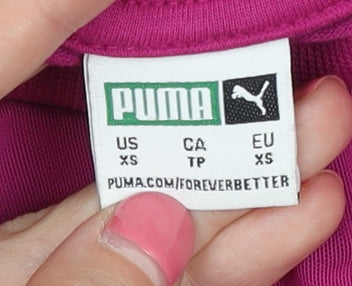 PUMA
US CA EU
XS TP XS
PUMA.COM/FOREVERBETTER